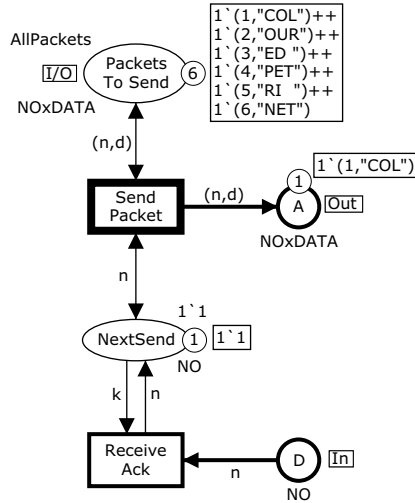 AllPackets
Packets
To Send
6
I/O
NOxDATA
1`(1,"COL")++
1`(2,"OUR")++
1`(3,"ED ")++
1`(4,"PET")++
1`(5,"RI  ")++
1`(6,"NET")
(n,d)
Send
Packet
(n,d)
1
1`(1,"COL")
A
Out
NOxDATA
n
1`1
NextSend
1
1`1
NO
k
n
Receive
Ack
n
D
In
NO